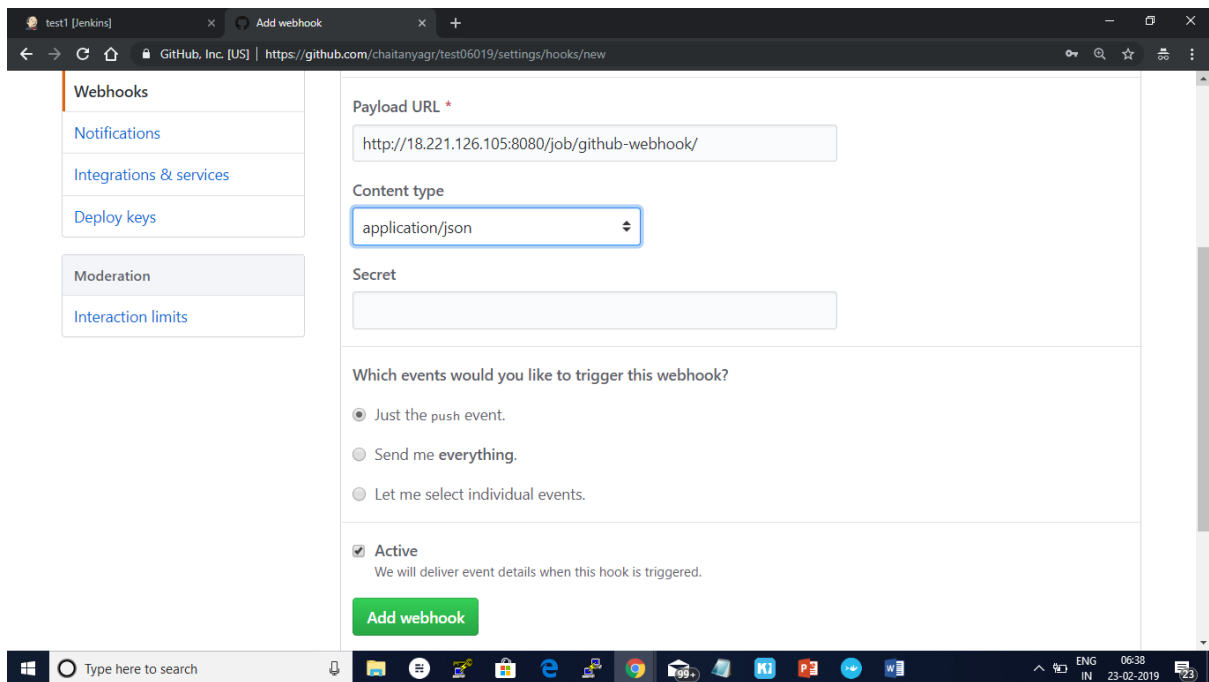 test1 [Jenkins]
Add webhook
GitHub, Inc. [US] | https://github.com/chaitanyagr/test06019/settings/hooks/new
Webhooks
Notifications
Integrations & services
Deploy keys
Moderation
Interaction limits
Payload URL *
http://18.221.126.105:8080/job/github-webhook/
Content type
application/json
Secret
Which events would you like to trigger this webhook?
Just the push event.
Send me everything.
Let me select individual events.
Active
We will deliver event details when this hook is triggered.
Add webhook
Type here to search
99+
KJ
ENG
IN
06:38
23-02-2019
23